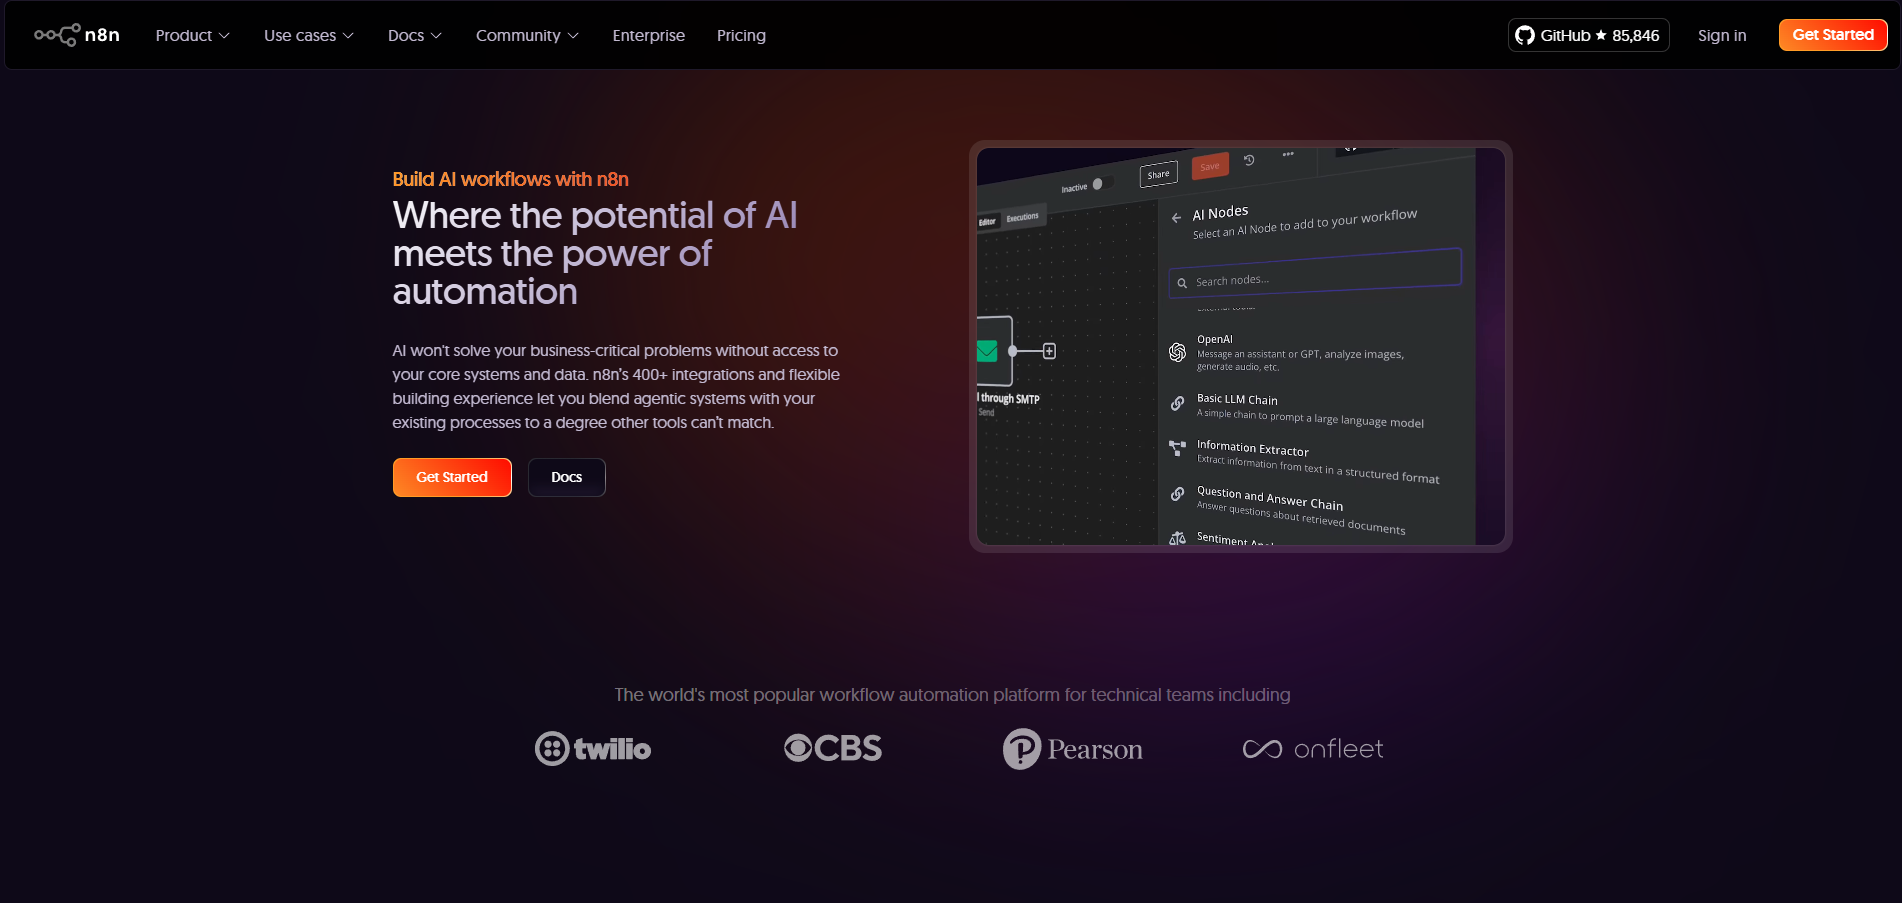 n8n
Product
Use cases
Docs
Community
Enterprise
Pricing
GitHub ★ 85,846
Sign in
Get Started
Build AI workflows with n8n
Where the potential of AI
meets the power of
automation
AI won't solve your business-critical problems without access to
your core systems and data. n8n's 400+ integrations and flexible
building experience let you blend agentic systems with your
existing processes to a degree other tools can't match.
Get Started
Docs
Inactive
Share
Save
Editor
Executions
through SMTP
Send
AI Nodes
Select an AI Node to add to your workflow
Search nodes...
OpenAI
Message an assistant or GPT, analyze images,
generate audio, etc.
Basic LLM Chain
A simple chain to prompt a large language model
Information Extractor
Extract information from text in a structured format
Question and Answer Chain
Answer questions about retrieved documents
Sentiment
The world's most popular workflow automation platform for technical teams including
twilio
CBS
Pearson
onfleet